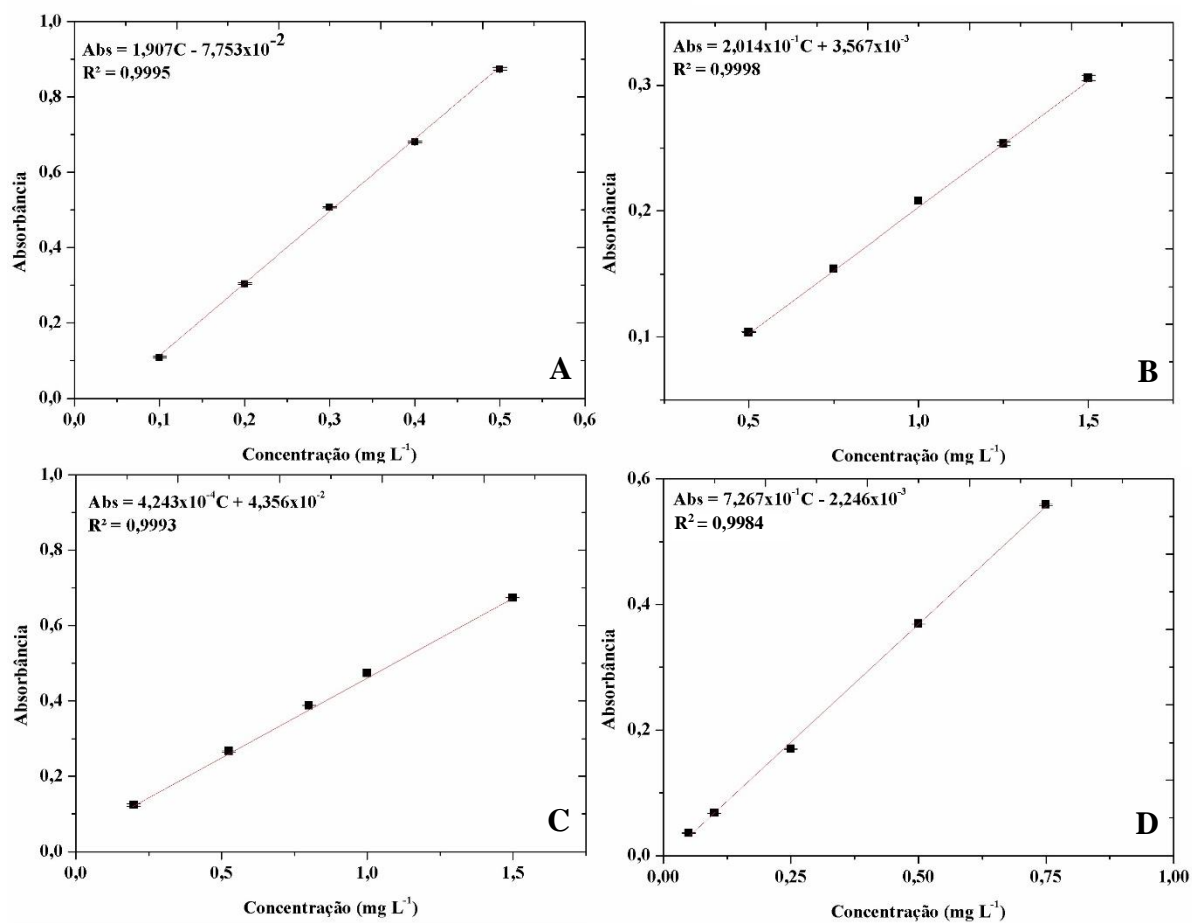 Abs = 1,907C - 7,753x10⁻²
R² = 0,9995
1,0
0,8
0,6
0,4
0,2
0,0
Absorbância
0,0 0,1 0,2 0,3 0,4 0,5 0,6
Concentração (mg L⁻¹)
A
Abs = 2,014x10⁻¹C + 3,567x10⁻³
R² = 0,9998
0,3
0,2
0,1
Absorbância
0,5 1,0 1,5
Concentração (mg L⁻¹)
B
Abs = 4,243x10⁻⁴C + 4,356x10⁻²
R² = 0,9993
1,0
0,8
0,6
0,4
0,2
0,0
Absorbância
0,0 0,5 1,0 1,5
Concentração (mg L⁻¹)
C
Abs = 7,267x10⁻¹C - 2,246x10⁻³
R² = 0,9984
0,6
0,4
0,2
0,0
Absorbância
0,00 0,25 0,50 0,75 1,00
Concentração (mg L⁻¹)
D